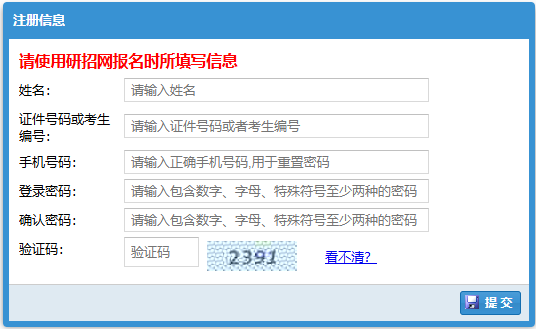 注册信息
请使用研招网报名时所填写信息
姓名：
请输入姓名
证件号码或考生
编号：
请输入证件号码或者考生编号
手机号码：
请输入正确手机号码,用于重置密码
登录密码：
请输入包含数字、字母、特殊符号至少两种的密码
确认密码：
请输入包含数字、字母、特殊符号至少两种的密码
验证码：
验证码
2391
看不清？
提 交